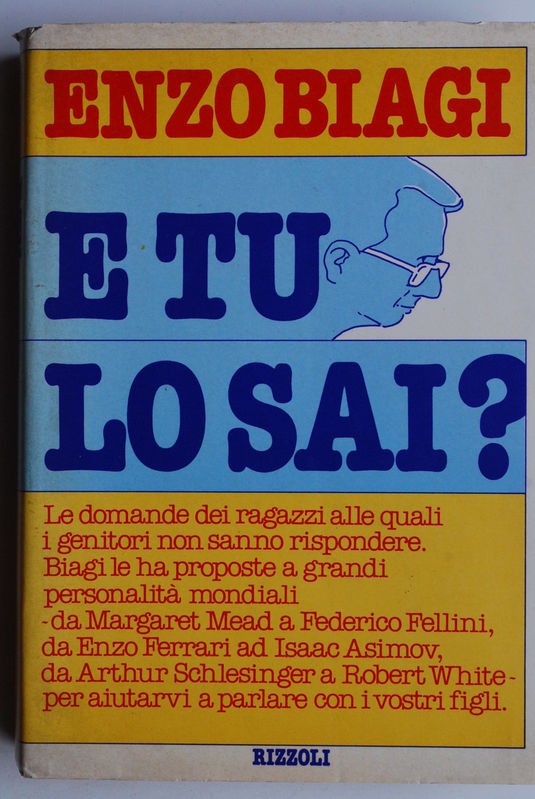 ENZO BIAGI
E TU
LO SAI?
Le domande dei ragazzi alle quali
i genitori non sanno rispondere.
Biagi le ha proposte a grandi
personalità mondiali
- da Margaret Mead a Federico Fellini,
da Enzo Ferrari ad Isaac Asimov,
da Arthur Schlesinger a Robert White -
per aiutarvi a parlare con i vostri figli.
RIZZOLI